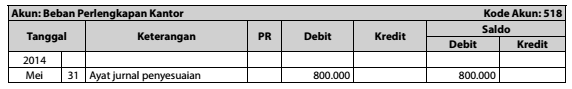 Akun: Beban Perlengkapan Kantor Kode Akun: 518
Tanggal Keterangan PR Debit Kredit Saldo
Debit Kredit
2014
Mei 31 Ayat jurnal penyesuaian 800.000 800.000